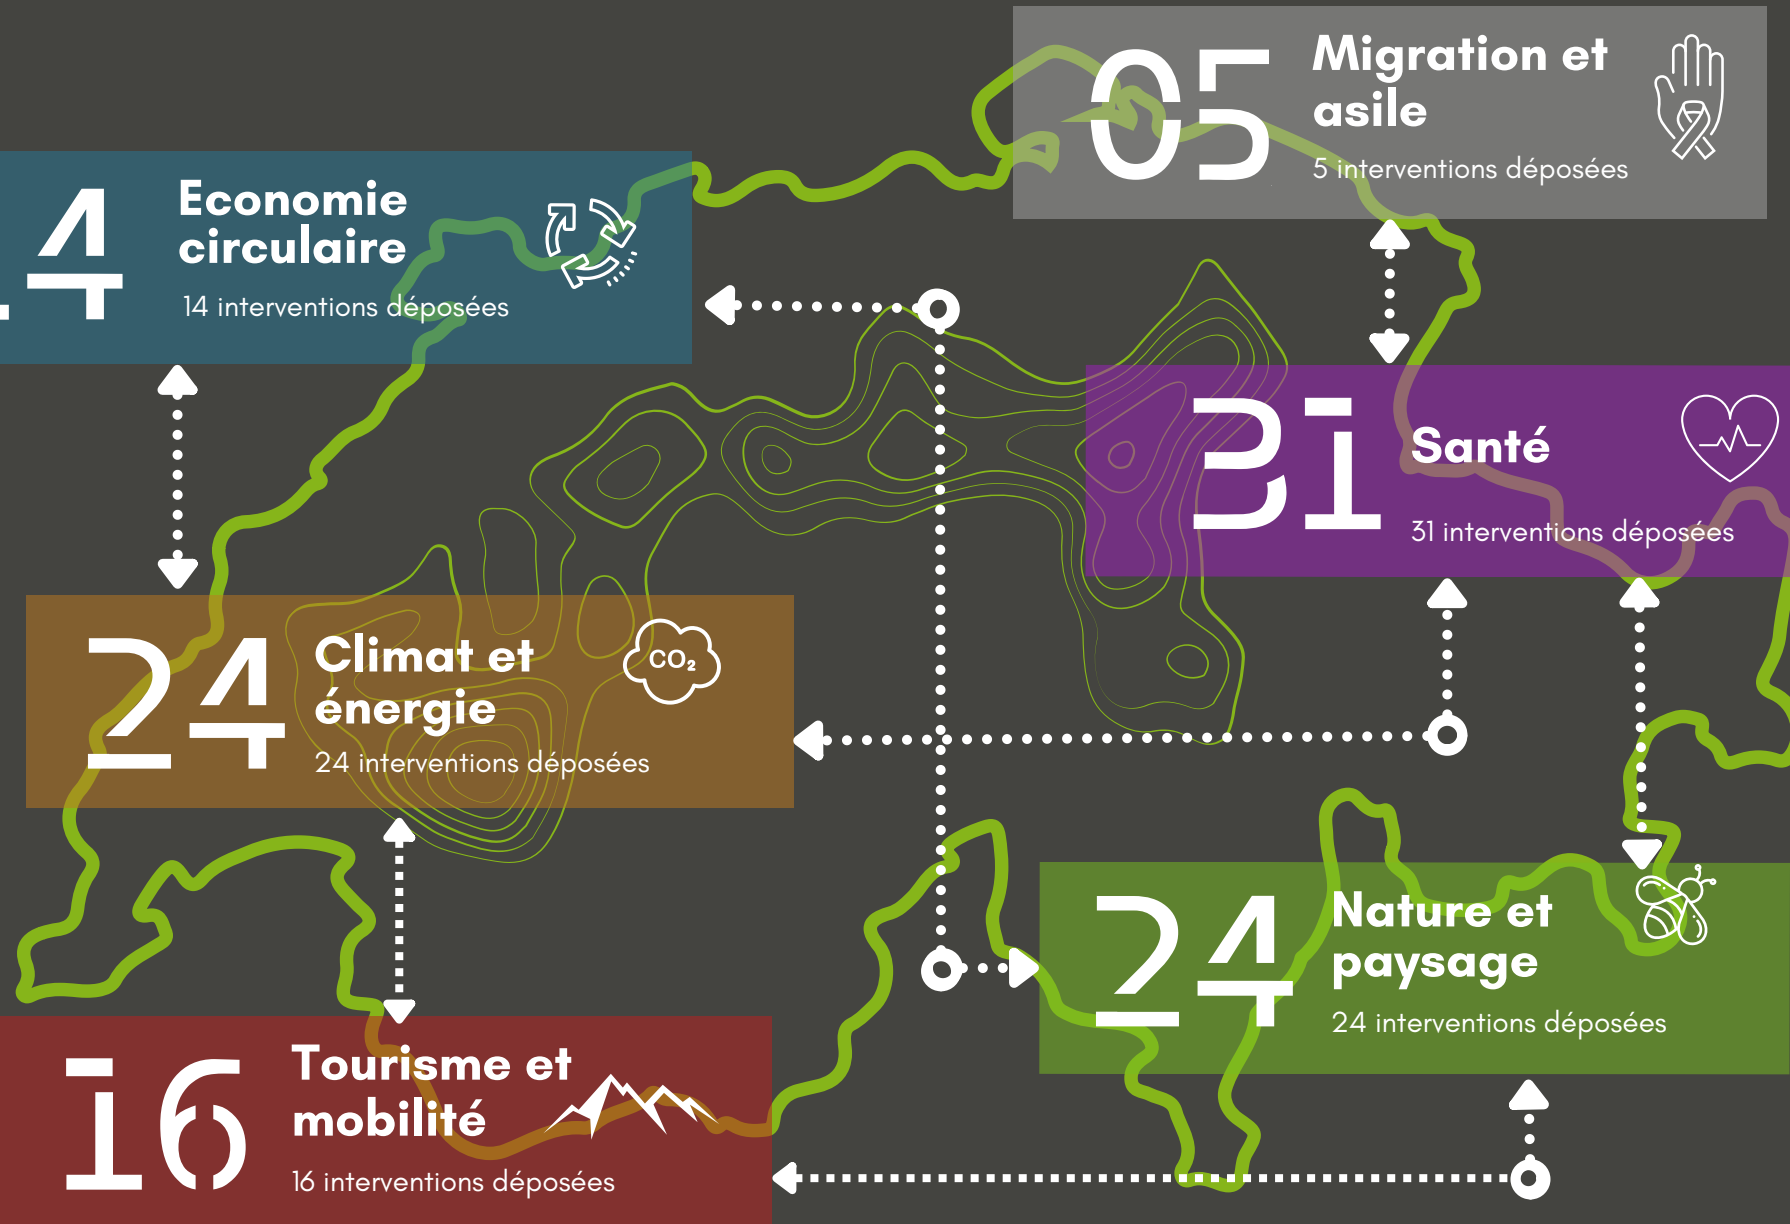 05
Migration et
asile
5 interventions déposées
14
Economie
circulaire
14 interventions déposées
31
Santé
31 interventions déposées
24
Climat et
énergie
CO₂
24 interventions déposées
24
Nature et
paysage
24 interventions déposées
16
Tourisme et
mobilité
16 interventions déposées